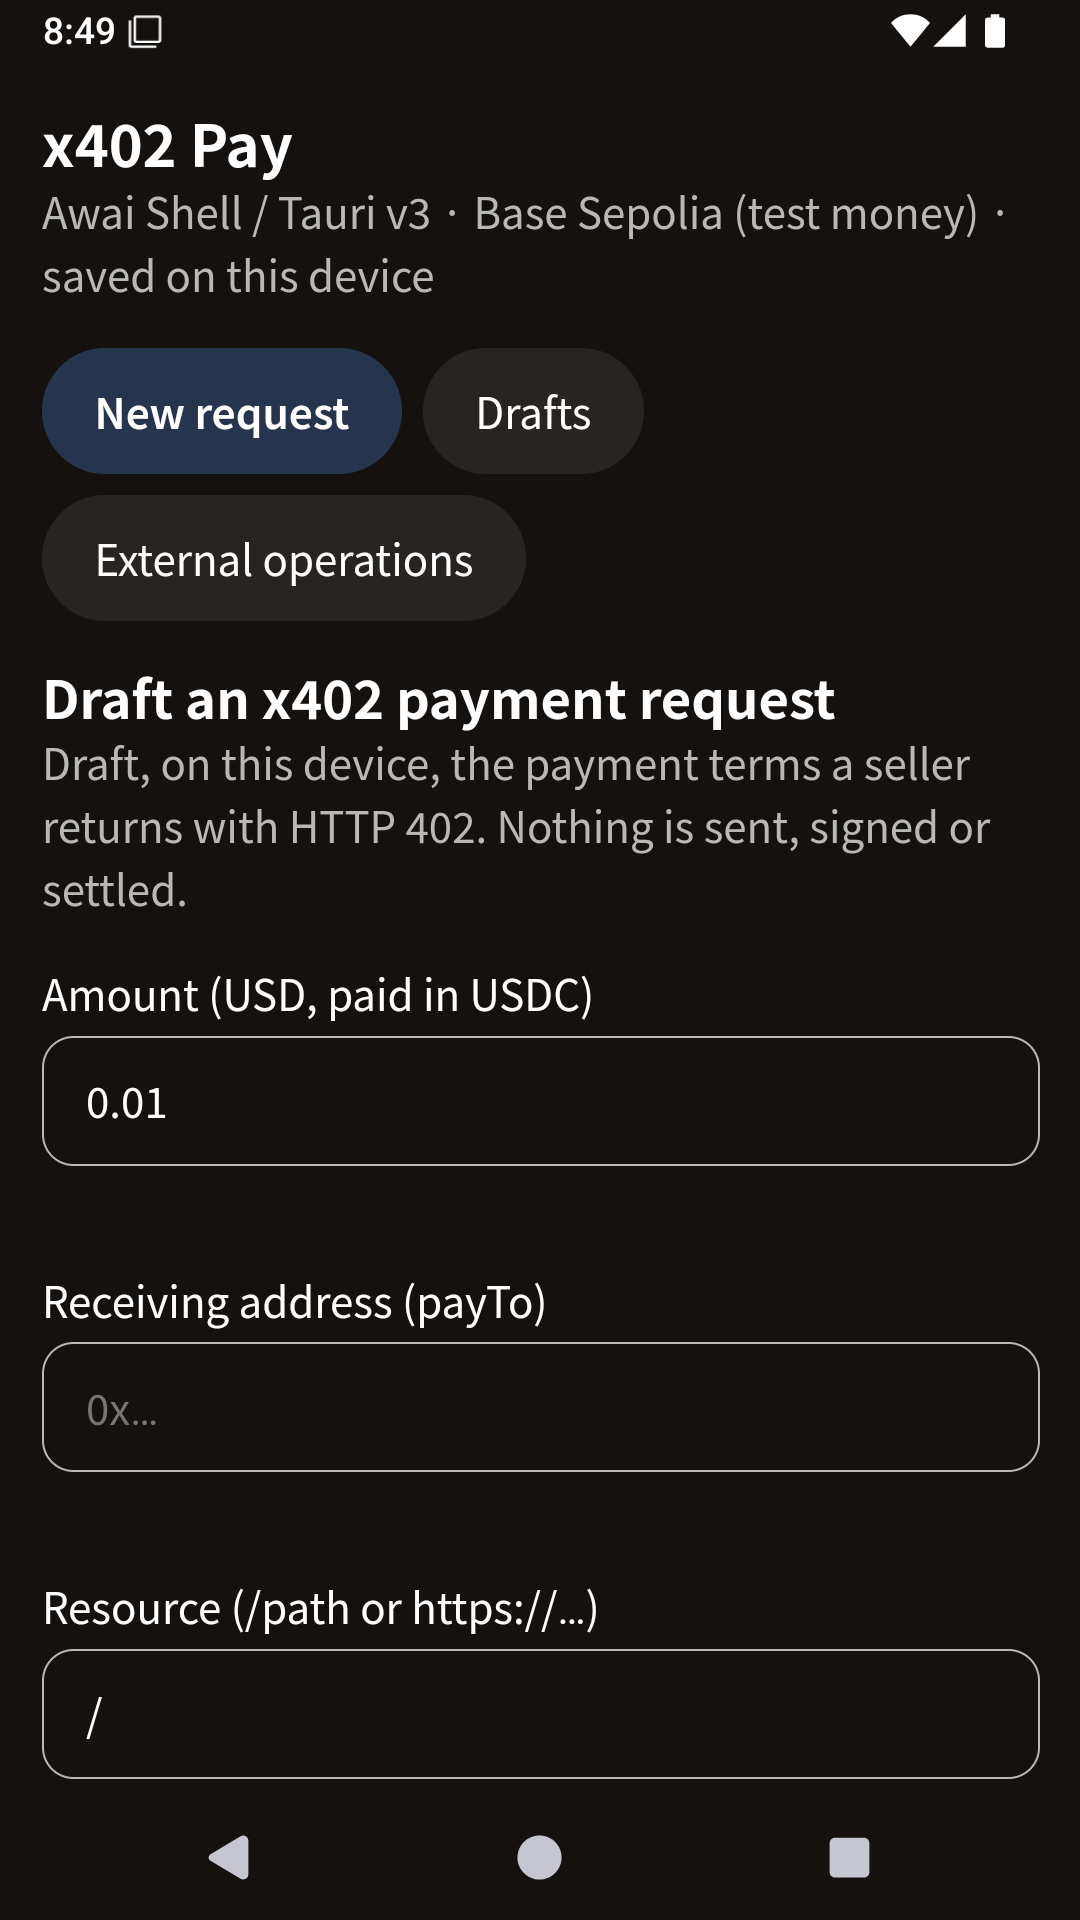 8:49
x402 Pay
Awai Shell / Tauri v3 · Base Sepolia (test money) ·
saved on this device
New request
Drafts
External operations
Draft an x402 payment request
Draft, on this device, the payment terms a seller
returns with HTTP 402. Nothing is sent, signed or
settled.
Amount (USD, paid in USDC)
0.01
Receiving address (payTo)
0x...
Resource (/path or https://...)
/